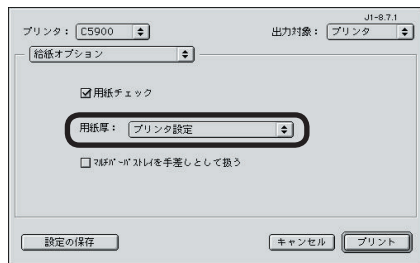 J1-8.7.1
プリンタ： C5900 出力対象： プリンタ
給紙オプション
用紙チェック
用紙厚： プリンタ設定
ﾏﾙﾁﾊﾟｰﾊﾟｽﾄﾚｲを手差しとして扱う
設定の保存 キャンセル プリント